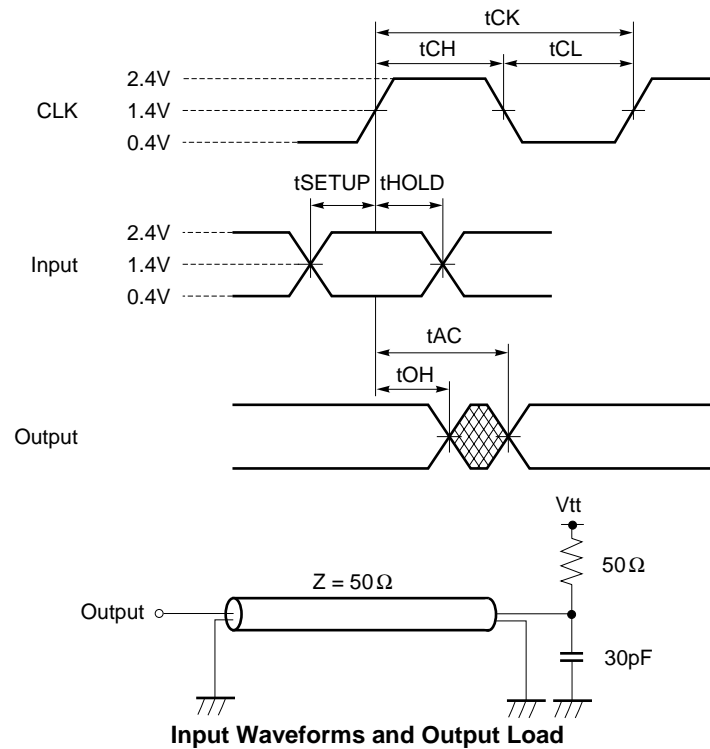 tCK
tCH tCL
2.4V
CLK 1.4V
0.4V
tSETUP tHOLD
2.4V
Input 1.4V
0.4V
tAC
tOH
Output
Vtt
Z = 50Ω 50Ω
Output
30pF
Input Waveforms and Output Load